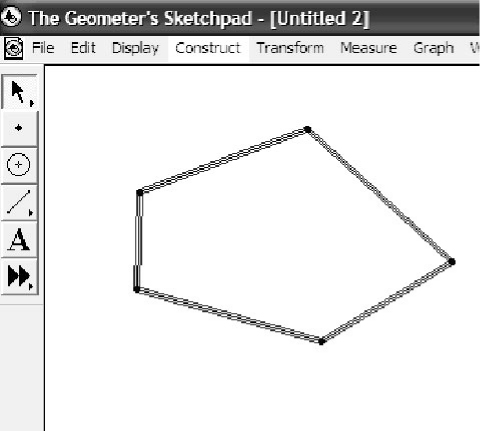 The Geometer's Sketchpad - [Untitled 2]
File Edit Display Construct Transform Measure Graph
A